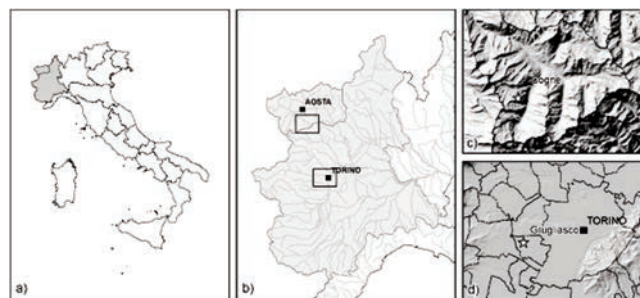 a)
b)
AOSTA
TORINO
c)
Cogne
d)
TORINO
Grugliasco